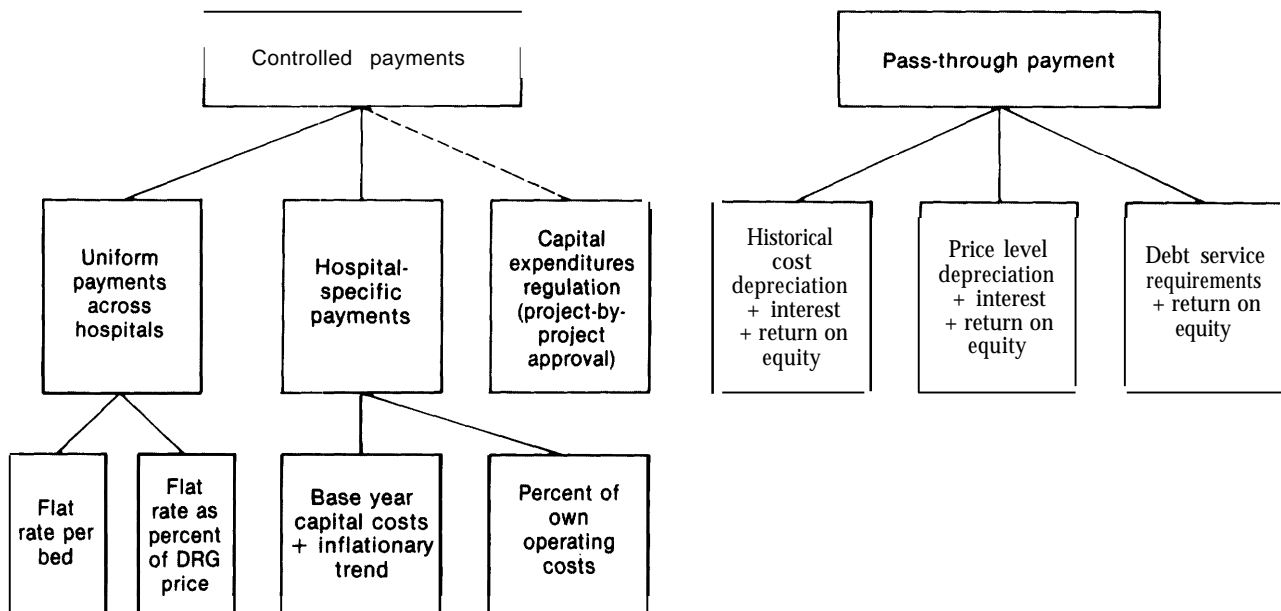 Controlled payments
Pass-through payment
Uniform
payments
across
hospitals
Hospital-
specific
payments
Capital
expenditures
regulation
(project-by-
project
approval)
Historical
cost
depreciation
+ interest
+ return on
equity
Price level
depreciation
+ interest
+ return on
equity
Debt service
requirements
+ return on
equity
Flat
rate per
bed
Flat
rate as
percent
of DRG
price
Base year
capital costs
+ inflationary
trend
Percent of
own
operating
costs